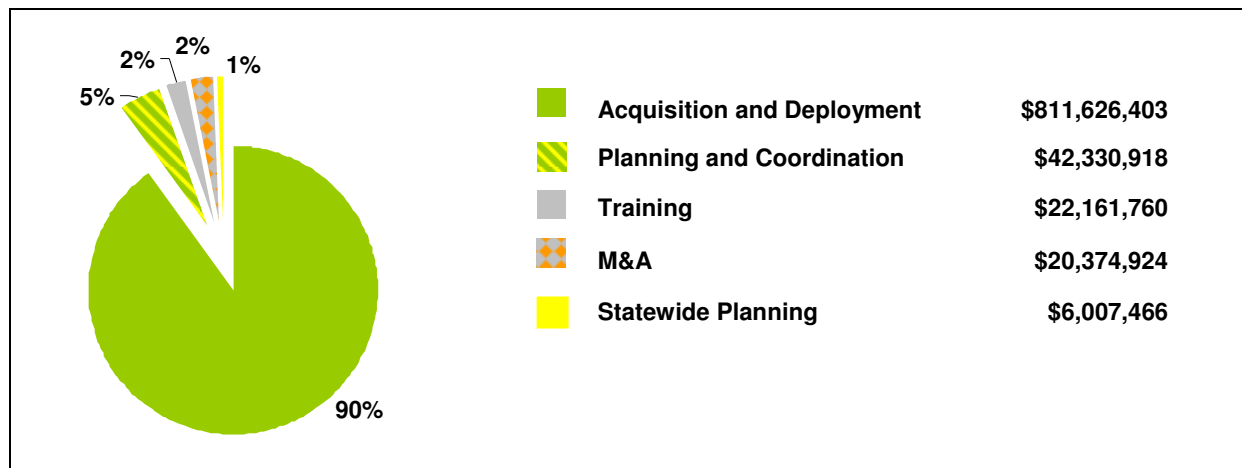 2%
2%
1%
5%
90%
Acquisition and Deployment $811,626,403
Planning and Coordination $42,330,918
Training $22,161,760
M&A $20,374,924
Statewide Planning $6,007,466